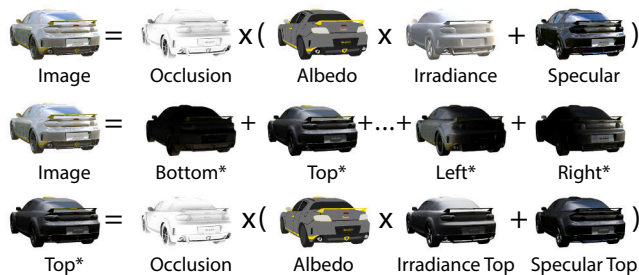 = x ( x + )
Image Occlusion Albedo Irradiance Specular
= + +...+ +
Image Bottom* Top* Left* Right*
= x ( x + )
Top* Occlusion Albedo Irradiance Top Specular Top